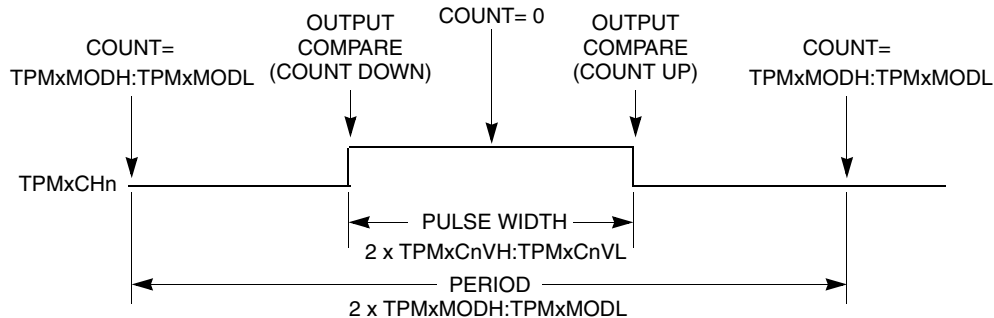 COUNT=
TPMxMODH:TPMxMODL
OUTPUT
COMPARE
(COUNT DOWN)
COUNT= 0
OUTPUT
COMPARE
(COUNT UP)
COUNT=
TPMxMODH:TPMxMODL
TPMxCHn
PULSE WIDTH
2 x TPMxCnVH:TPMxCnVL
PERIOD
2 x TPMxMODH:TPMxMODL